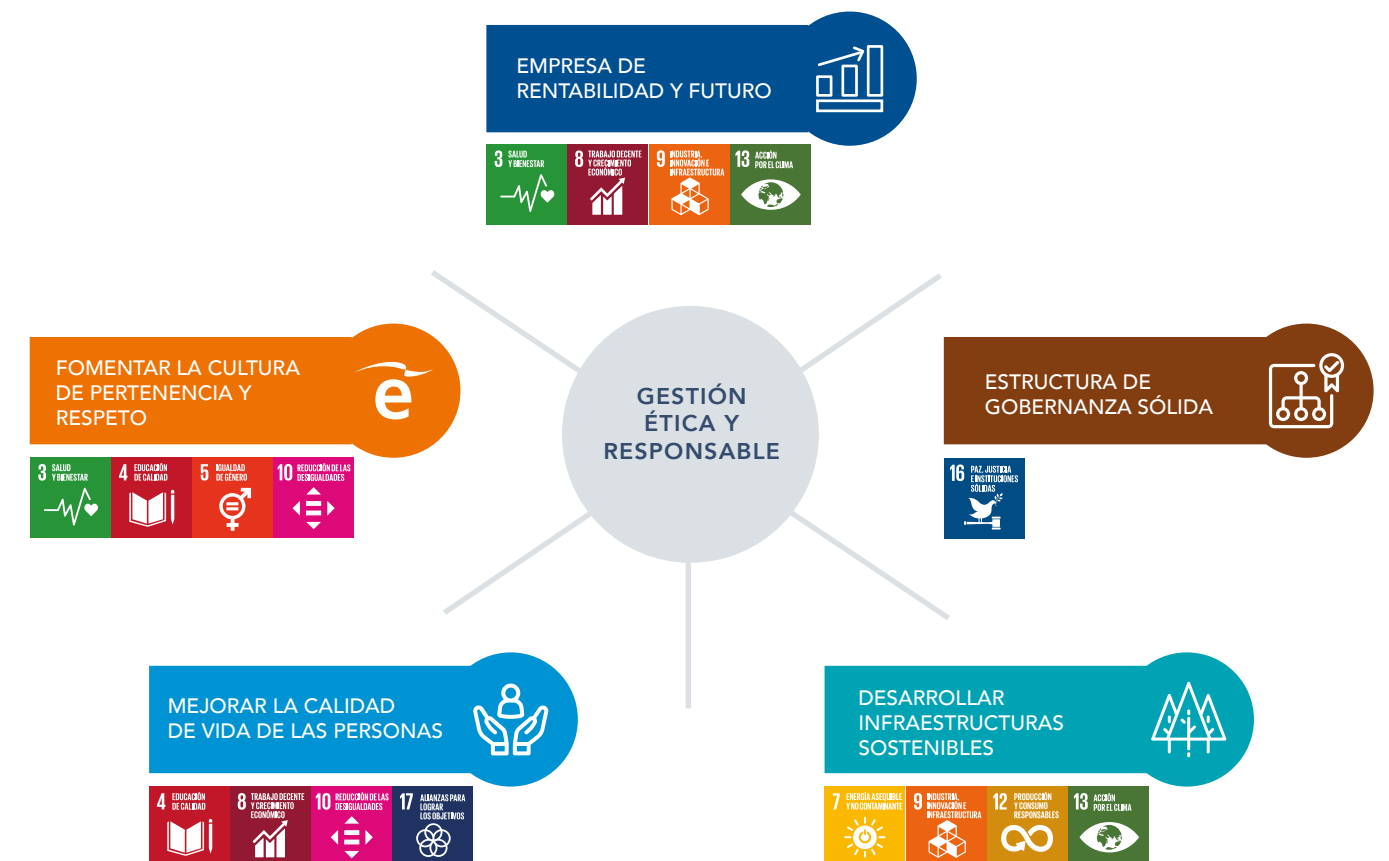 EMPRESA DE
RENTABILIDAD Y FUTURO
3 SALUD
Y BIENESTAR
8 TRABAJO DECENTE
Y CRECIMIENTO
ECONÓMICO
9 INDUSTRIA,
INNOVACIÓN E
INFRAESTRUCTURA
13 ACCIÓN
POR EL CLIMA
FOMENTAR LA CULTURA
DE PERTENENCIA Y
RESPETO
e
3 SALUD
Y BIENESTAR
4 EDUCACIÓN
DE CALIDAD
5 IGUALDAD
DE GÉNERO
10 REDUCCIÓN DE LAS
DESIGUALDADES
GESTIÓN
ÉTICA Y
RESPONSABLE
ESTRUCTURA DE
GOBERNANZA SÓLIDA
16 PAZ, JUSTICIA
E INSTITUCIONES
SÓLIDAS
MEJORAR LA CALIDAD
DE VIDA DE LAS PERSONAS
4 EDUCACIÓN
DE CALIDAD
8 TRABAJO DECENTE
Y CRECIMIENTO
ECONÓMICO
10 REDUCCIÓN DE LAS
DESIGUALDADES
17 ALIANZAS PARA
LOGRAR
LOS OBJETIVOS
DESARROLLAR
INFRAESTRUCTURAS
SOSTENIBLES
7 ENERGÍA ASEQUIBLE
Y NO CONTAMINANTE
9 INDUSTRIA,
INNOVACIÓN E
INFRAESTRUCTURA
12 PRODUCCIÓN
Y CONSUMO
RESPONSABLES
13 ACCIÓN
POR EL CLIMA